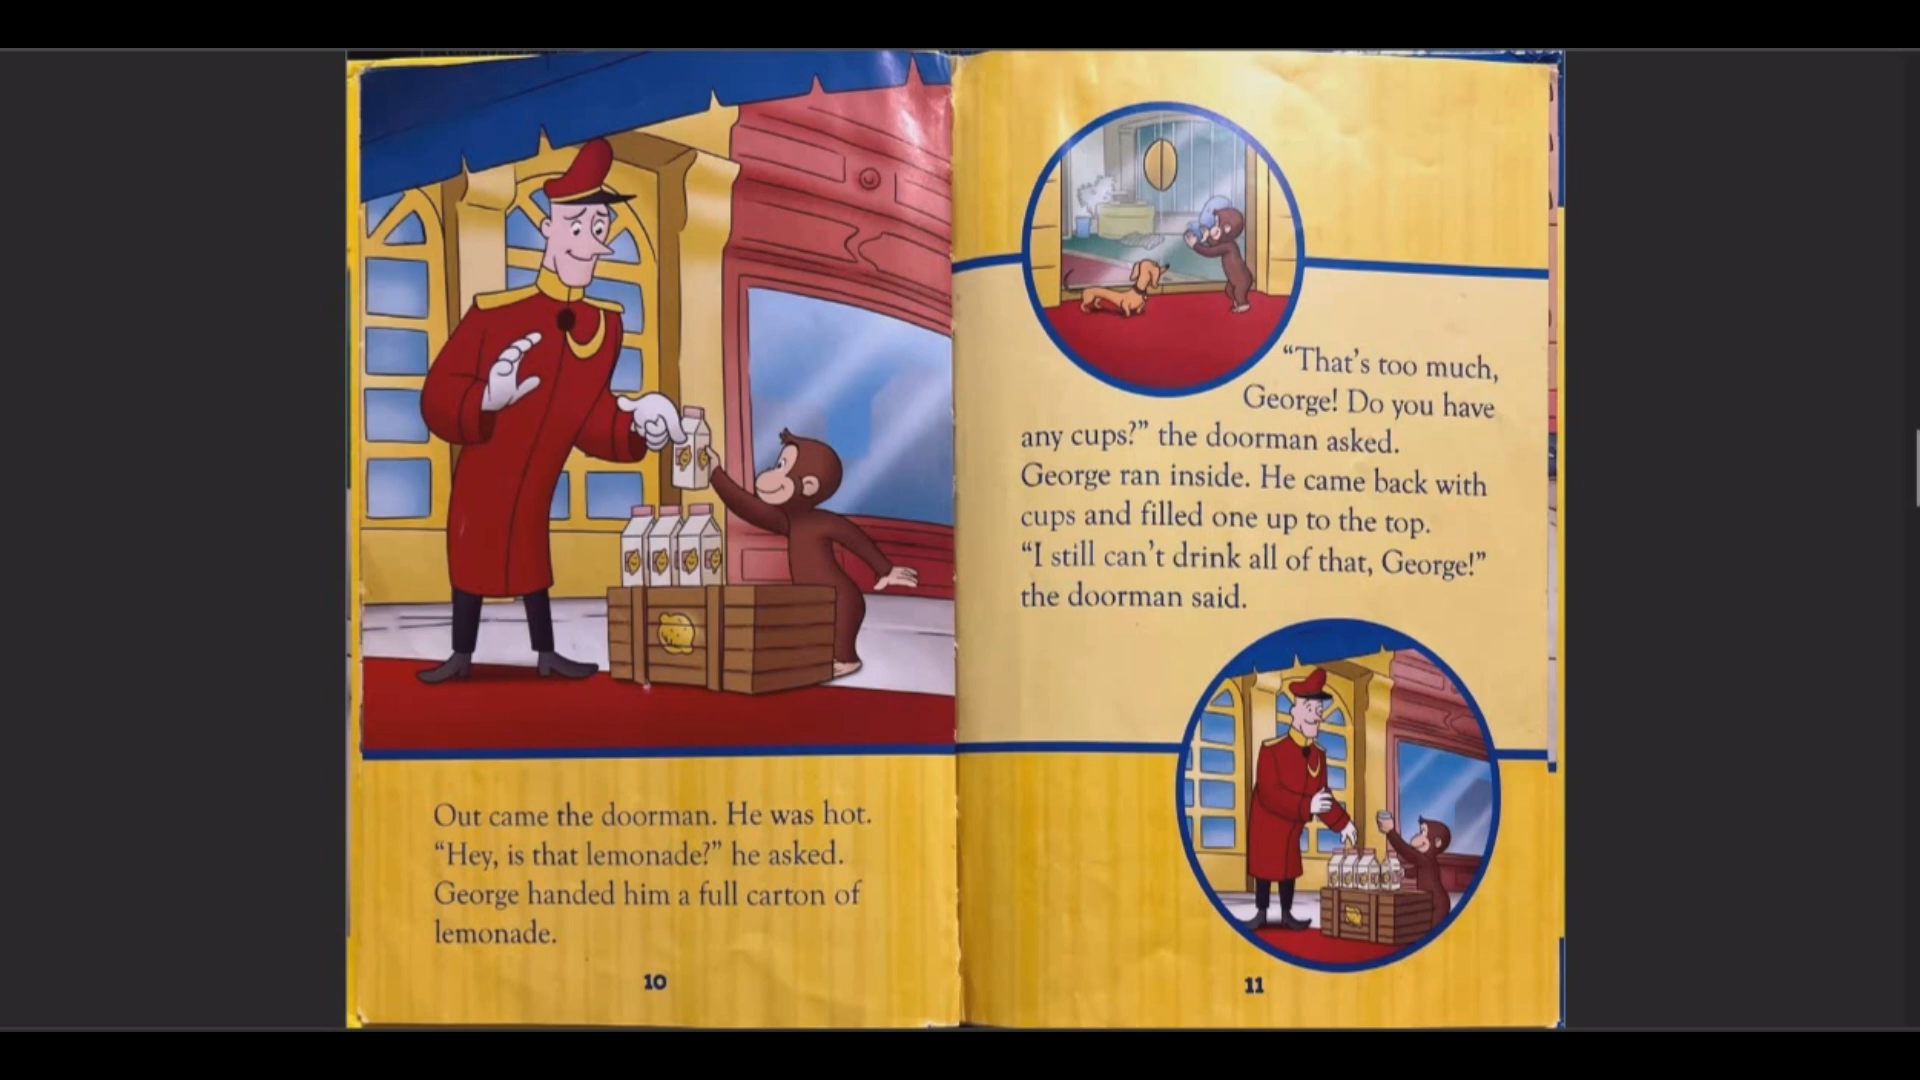 Out came the doorman. He was hot.
“Hey, is that lemonade?” he asked.
George handed him a full carton of
lemonade.
10
“That’s too much,
George! Do you have
any cups?” the doorman asked.
George ran inside. He came back with
cups and filled one up to the top.
“I still can’t drink all of that, George!”
the doorman said.
11